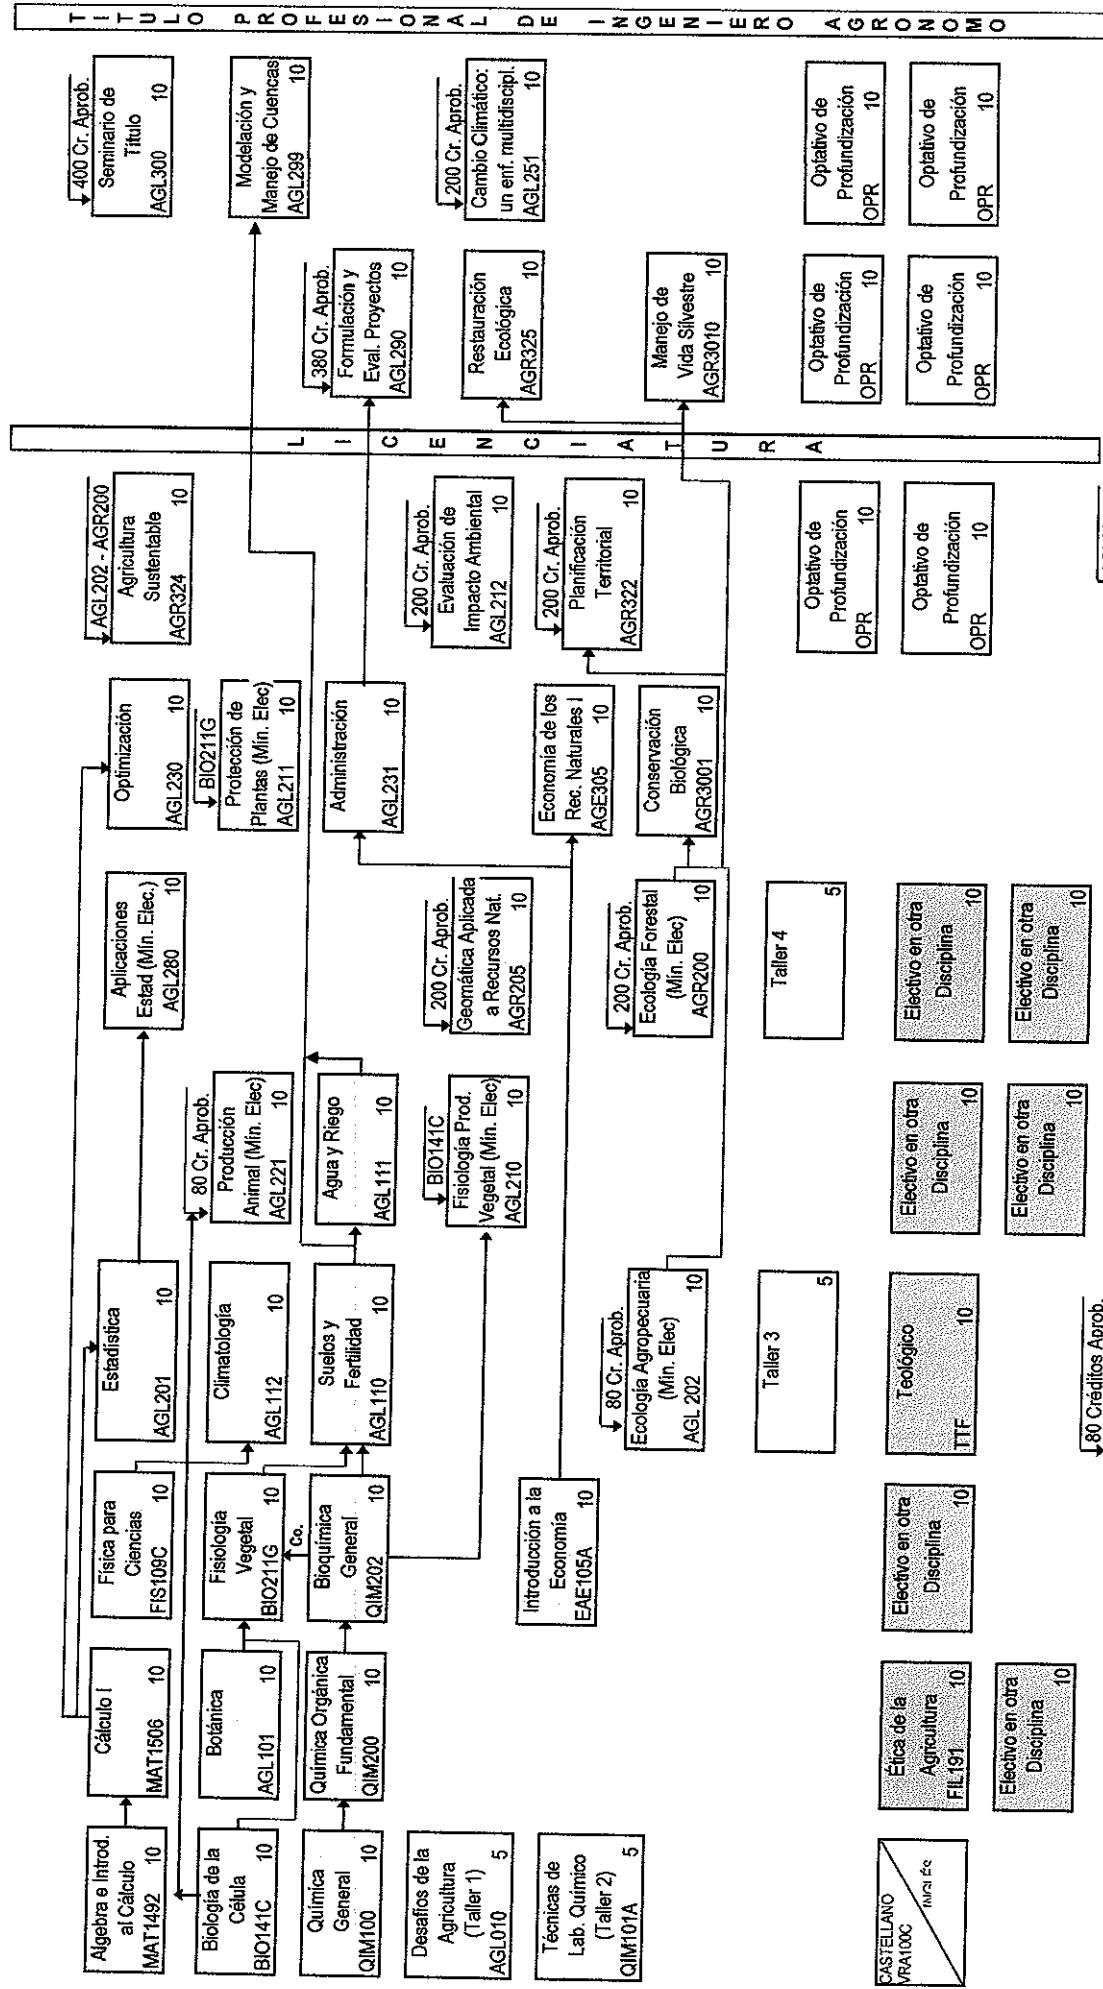 Algebra e Introd.
al Cálculo
MAT1492 10
Biología de la
Célula
BIO141C 10
Química
General
QIM100 10
Desafíos de la
Agricultura
(Taller 1)
AGL010 5
Técnicas de
Lab. Químico
(Taller 2)
QIM101A 5
CASTELLANO
VRA100C
Cálculo I
MAT1506 10
Botánica
AGL101 10
Química Orgánica
Fundamental
QIM200 10
Ética de la
Agricultura
FIL191 10
Electivo en otra
Disciplina
10
Física para
Ciencias
FIS109C 10
Fisiología
Vegetal
BIO211G 10
Co.
Bioquímica
General
QIM202 10
Introducción a la
Economía
EAE105A 10
Electivo en otra
Disciplina
10
Estadística
AGL201 10
Climatología
AGL112 10
Suelos y
Fertilidad
AGL110 10
80 Cr. Aprob.
Ecología Agropecuaria
(Mín. Elec)
AGL 202 10
Taller 3
5
Teológico
TTF 10
80 Créditos Aprob.
80 Cr. Aprob.
Producción
Animal (Mín. Elec)
AGL221 10
Agua y Riego
AGL111 10
BIO141C
Fisiología Prod.
Vegetal (Mín. Elec)
AGL210 10
Electivo en otra
Disciplina
10
Electivo en otra
Disciplina
10
Aplicaciones
Estad (Mín. Elec.)
AGL280 10
200 Cr. Aprob.
Geomática Aplicada
a Recursos Nat.
AGR205 10
200 Cr. Aprob.
Ecología Forestal
(Mín. Elec)
AGR200 10
Taller 4
5
Electivo en otra
Disciplina
10
Electivo en otra
Disciplina
10
Optimización
AGL230 10
BIO211G
Protección de
Plantas (Mín. Elec)
AGL211 10
Administración
AGL231 10
Economía de los
Rec. Naturales I
AGE305 10
Conservación
Biológica
AGR3001 10
AGL202 - AGR200
Agricultura
Sustentable
AGR324 10
200 Cr. Aprob.
Evaluación de
Impacto Ambiental
AGL212 10
200 Cr. Aprob.
Planificación
Territorial
AGR322 10
Optativo de
Profundización
OPR 10
Optativo de
Profundización
OPR 10
LICENCIATURA
380 Cr. Aprob.
Formulación y
Eval. Proyectos
AGL290 10
Restauración
Ecológica
AGR325 10
Manejo de
Vida Silvestre
AGR3010 10
Optativo de
Profundización
OPR 10
Optativo de
Profundización
OPR 10
400 Cr. Aprob.
Seminario de
Título
AGL300 10
Modelación y
Manejo de Cuencas
AGL299 10
200 Cr. Aprob.
Cambio Climático:
un enf. multidiscipl.
AGL251 10
Optativo de
Profundización
OPR 10
Optativo de
Profundización
OPR 10
TITULO PROFESIONAL DE INGENIERO AGRONOMO